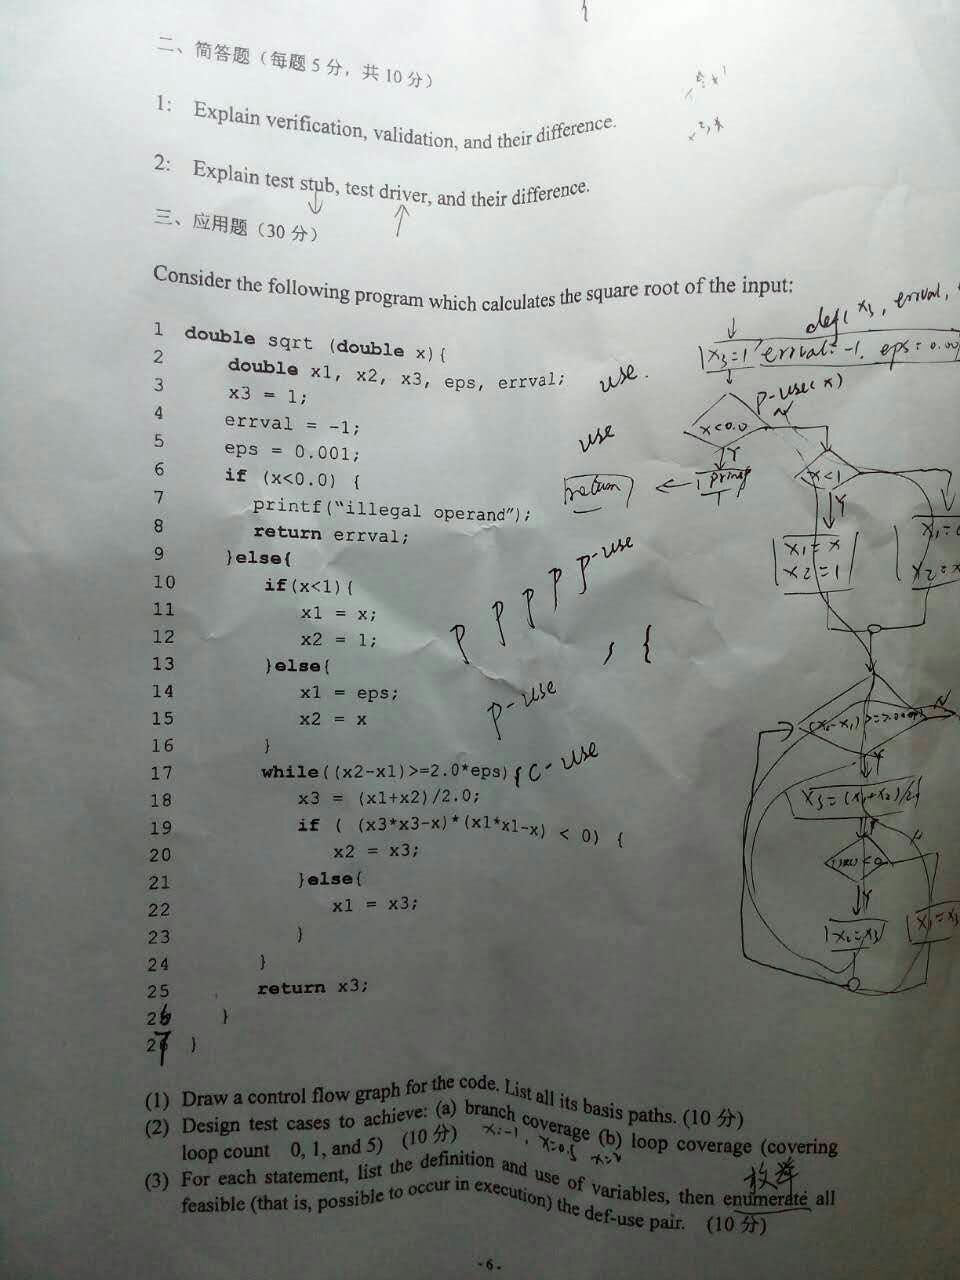 二、简答题（每题 5 分，共 10 分）
1: Explain verification, validation, and their difference.
2: Explain test stub, test driver, and their difference.
三、应用题（30 分）
Consider the following program which calculates the square root of the input:
def( x3, errval,
x3=1 errval=-1. eps=0.00
1 double sqrt (double x){
2 double x1, x2, x3, eps, errval;
use.
3 x3 = 1;
P-use(x)
4 errval = -1;
use
x<0.0
5 eps = 0.001;
Y
x<1
6 if (x<0.0) {
return
printf
Y
7 printf("illegal operand");
8 return errval;
x1=x
x2=1
x1=
x2=x
9 }else{
P P P P P-use
10 if(x<1){
11 x1 = x;
12 x2 = 1;
, {
13 }else{
14 x1 = eps;
P-use
15 x2 = x
N
16 }
17 while((x2-x1)>=2.0*eps){
C-use
Y
18 x3 = (x1+x2)/2.0;
x3=(x1+x2)/2.
19 if ( (x3*x3-x)*(x1*x1-x) < 0) {
20 x2 = x3;
<0
21 }else{
Y
22 x1 = x3;
x2=x3
x1=x3
23 }
24 }
25 return x3;
26 }
27 }
(1) Draw a control flow graph for the code. List all its basis paths. (10 分)
(2) Design test cases to achieve: (a) branch coverage (b) loop coverage (covering
loop count 0, 1, and 5) (10 分)
x=-1, x=0.5
(3) For each statement, list the definition and use of variables, then enumerate all
feasible (that is, possible to occur in execution) the def-use pair. (10 分)
- 6 -